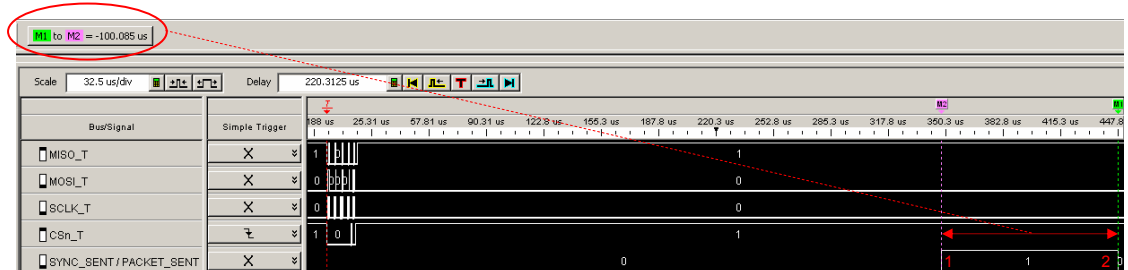 M1 to M2 = -100.085 us
Scale 32.5 us/div Delay 220.3125 us T
T M2 M1
Bus/Signal Simple Trigger 188 us 25.31 us 57.81 us 90.31 us 122.8 us 155.3 us 187.8 us 220.3 us 252.8 us 285.3 us 317.8 us 350.3 us 382.8 us 415.3 us 447.8
MISO_T X 1 0 1
MOSI_T X 0 0 0 0 0
SCLK_T X 0 0
CSn_T 1 0 1
SYNC_SENT / PACKET_SENT X 0 1 1 2 0